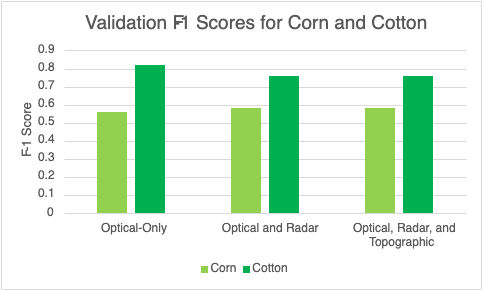 Validation F1 Scores for Corn and Cotton
F-1 Score
0.9
0.8
0.7
0.6
0.5
0.4
0.3
0.2
0.1
0
Optical-Only
Optical and Radar
Optical, Radar, and
Topographic
Corn
Cotton